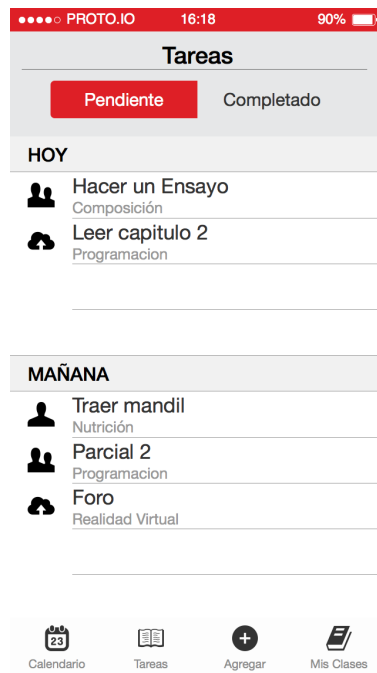 PROTO.IO 16:18 90%
Tareas
Pendiente Completado
HOY
Hacer un Ensayo
Composición
Leer capitulo 2
Programacion
MAÑANA
Traer mandil
Nutrición
Parcial 2
Programacion
Foro
Realidad Virtual
23
Calendario Tareas Agregar Mis Clases